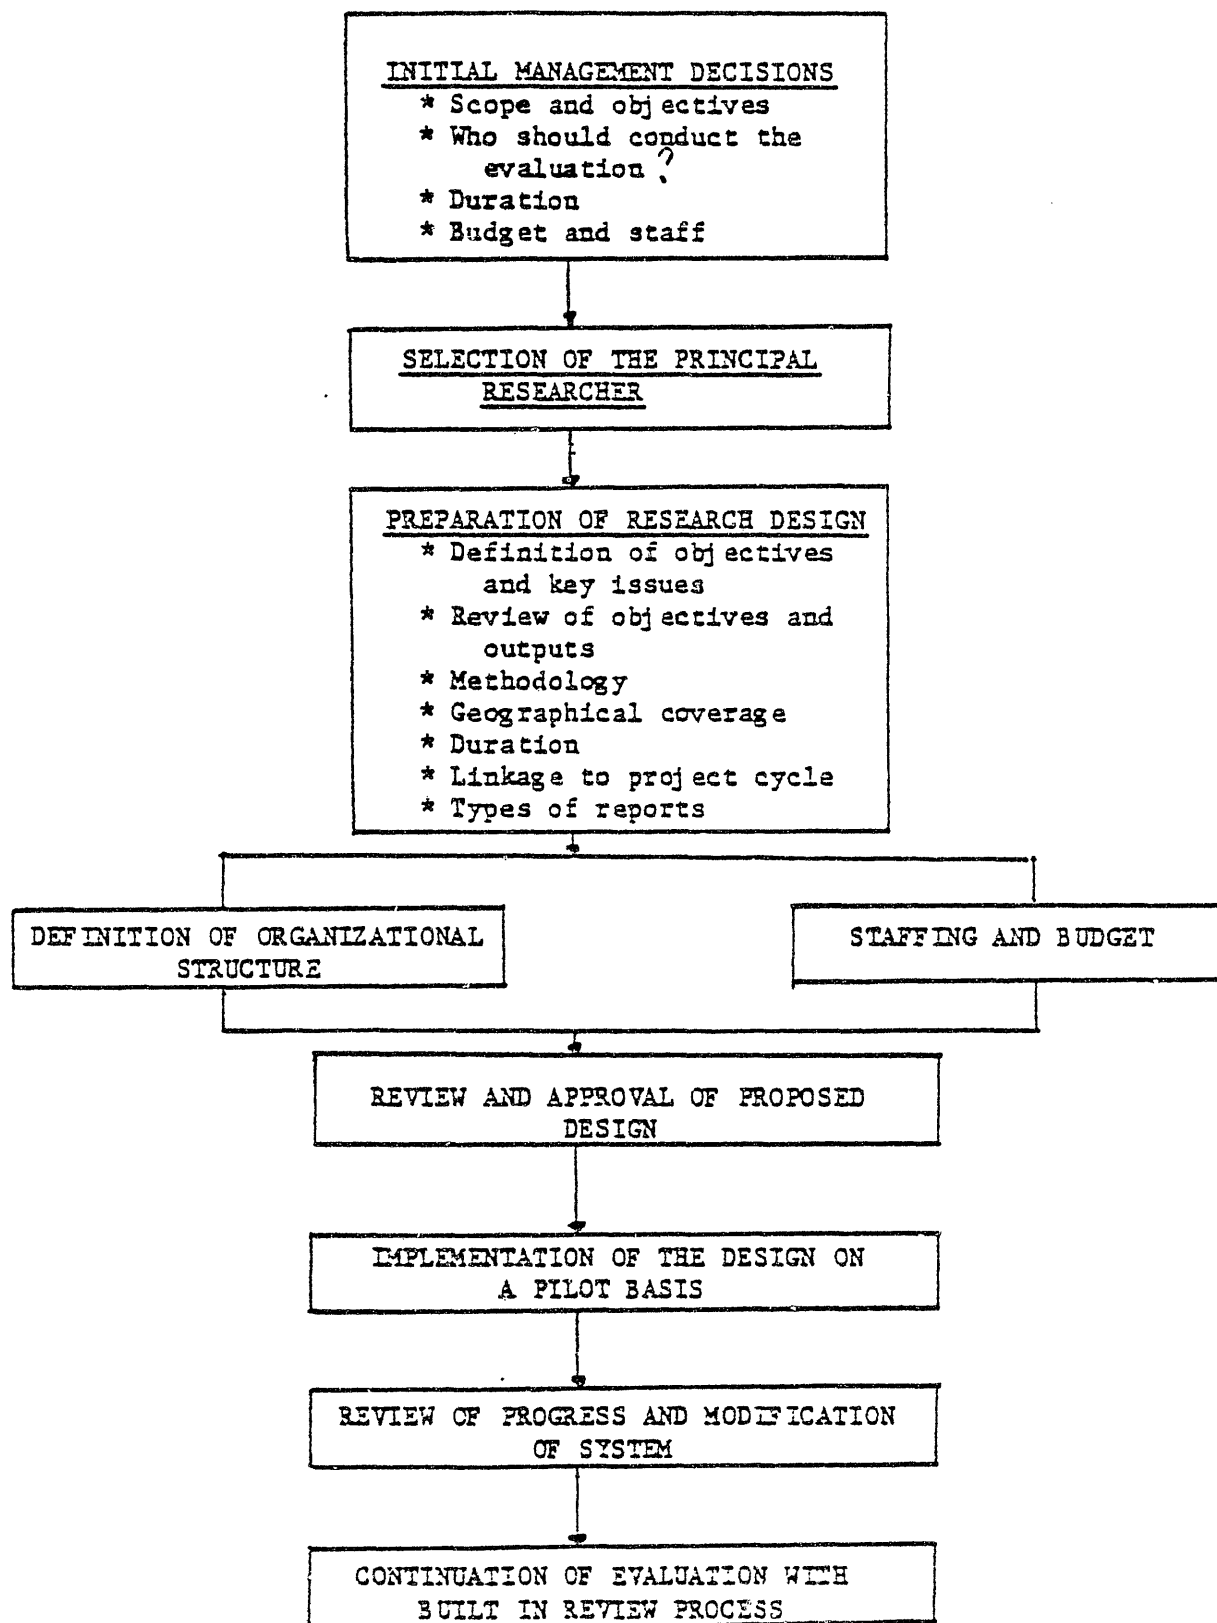 INITIAL MANAGEMENT DECISIONS
* Scope and objectives
* Who should conduct the
evaluation ?
* Duration
* Budget and staff
SELECTION OF THE PRINCIPAL
RESEARCHER
PREPARATION OF RESEARCH DESIGN
* Definition of objectives
and key issues
* Review of objectives and
outputs
* Methodology
* Geographical coverage
* Duration
* Linkage to project cycle
* Types of reports
DEFINITION OF ORGANIZATIONAL
STRUCTURE
STAFFING AND BUDGET
REVIEW AND APPROVAL OF PROPOSED
DESIGN
IMPLEMENTATION OF THE DESIGN ON
A PILOT BASIS
REVIEW OF PROGRESS AND MODIFICATION
OF SYSTEM
CONTINUATION OF EVALUATION WITH
BUILT IN REVIEW PROCESS